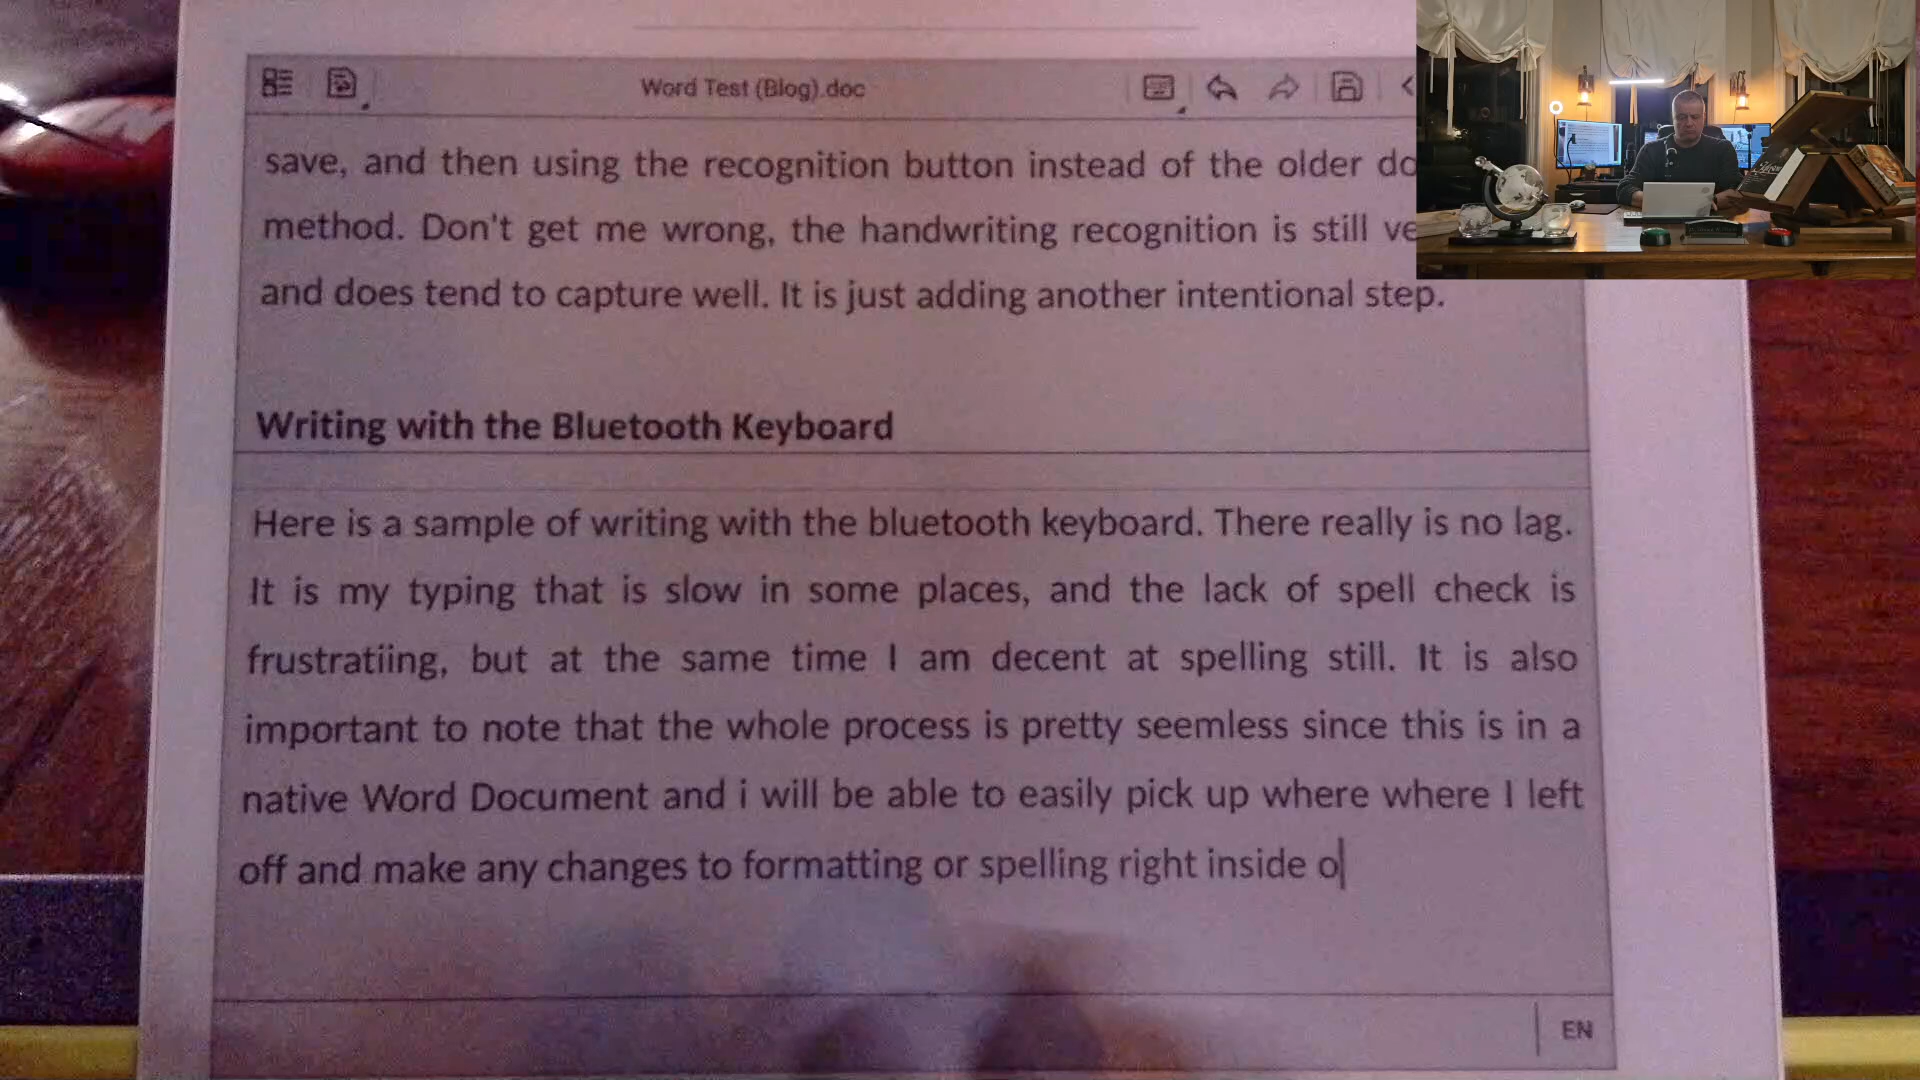 Word Test (Blog).doc
save, and then using the recognition button instead of the older do
method. Don't get me wrong, the handwriting recognition is still ve
and does tend to capture well. It is just adding another intentional step.
Writing with the Bluetooth Keyboard
Here is a sample of writing with the bluetooth keyboard. There really is no lag.
It is my typing that is slow in some places, and the lack of spell check is
frustratiing, but at the same time I am decent at spelling still. It is also
important to note that the whole process is pretty seemless since this is in a
native Word Document and i will be able to easily pick up where where I left
off and make any changes to formatting or spelling right inside o
EN